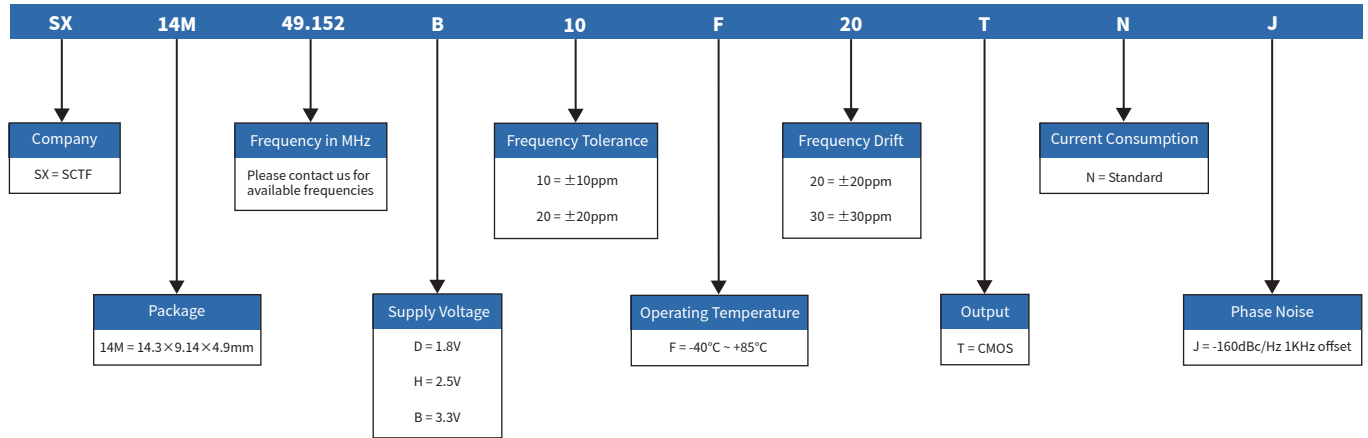 SX 14M 49.152 B 10 F 20 T N J
Company
SX = SCTF
Frequency in MHz
Please contact us for
available frequencies
Frequency Tolerance
10 = ±10ppm
20 = ±20ppm
Frequency Drift
20 = ±20ppm
30 = ±30ppm
Current Consumption
N = Standard
Package
14M = 14.3×9.14×4.9mm
Supply Voltage
D = 1.8V
H = 2.5V
B = 3.3V
Operating Temperature
F = -40°C ~ +85°C
Output
T = CMOS
Phase Noise
J = -160dBc/Hz 1KHz offset